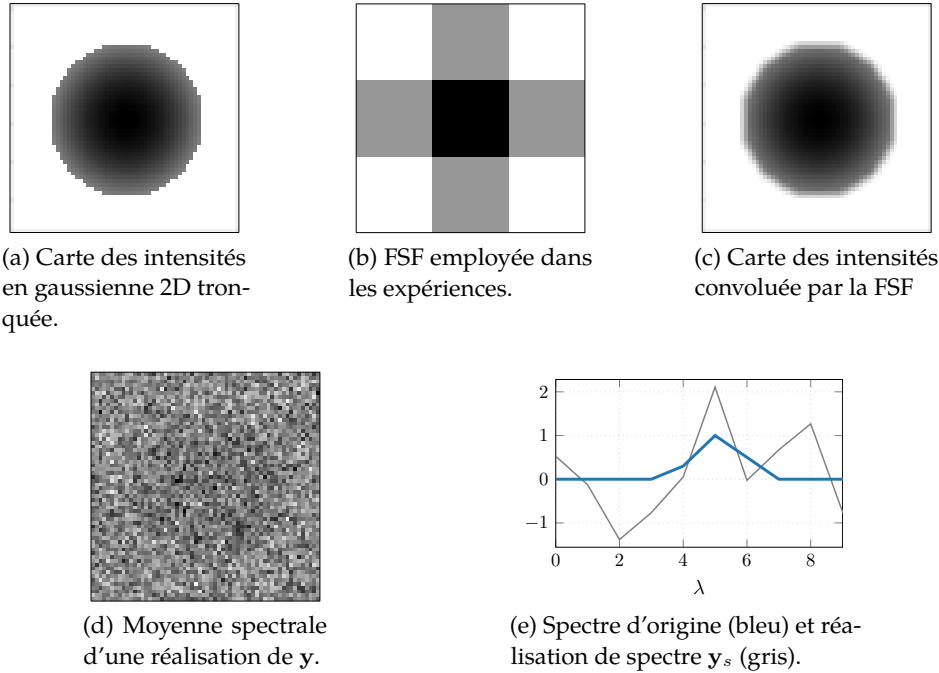 (a) Carte des intensités
en gaussienne 2D tron-
quée.
(b) FSF employée dans
les expériences.
(c) Carte des intensités
convoluée par la FSF
(d) Moyenne spectrale
d'une réalisation de y.
2
1
0
−1
0 2 4 6 8
λ
(e) Spectre d'origine (bleu) et réa-
lisation de spectre yₛ (gris).